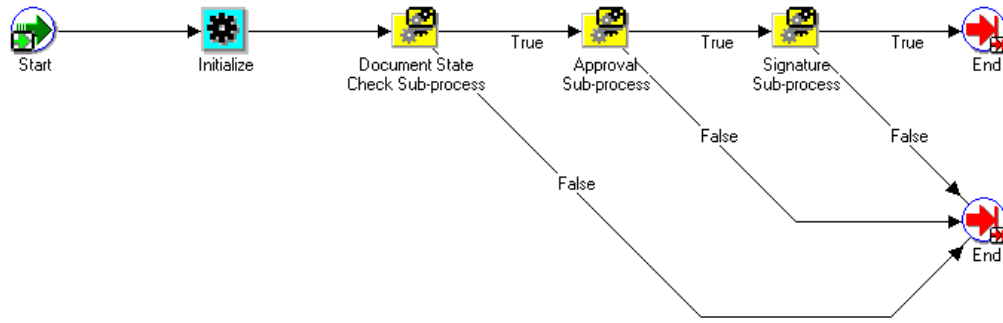 True
True
True
Start
Initialize
Document State
Check Sub-process
Approval
Sub-process
Signature
Sub-process
End
False
False
False
End